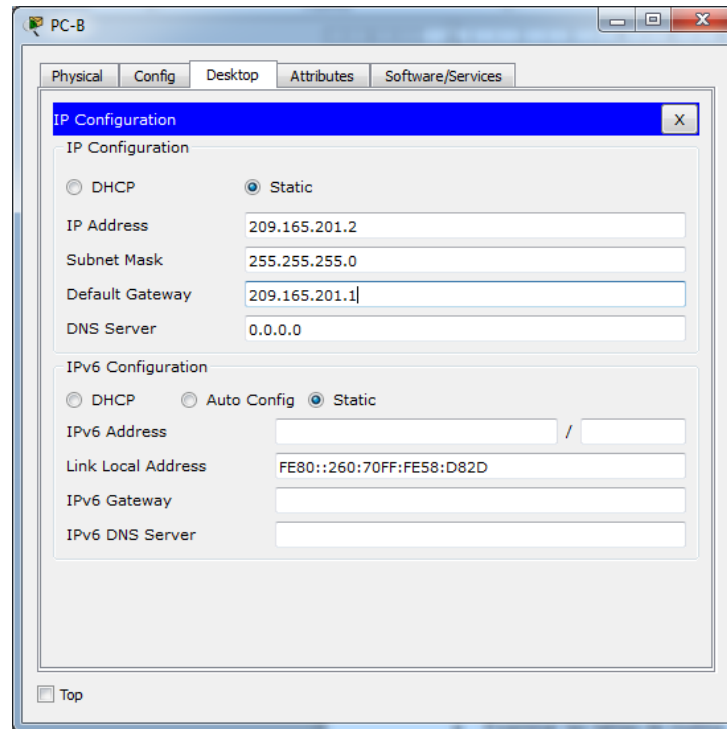 PC-B
Physical Config Desktop Attributes Software/Services
IP Configuration X
IP Configuration
DHCP Static
IP Address 209.165.201.2
Subnet Mask 255.255.255.0
Default Gateway 209.165.201.1
DNS Server 0.0.0.0
IPv6 Configuration
DHCP Auto Config Static
IPv6 Address /
Link Local Address FE80::260:70FF:FE58:D82D
IPv6 Gateway
IPv6 DNS Server
Top